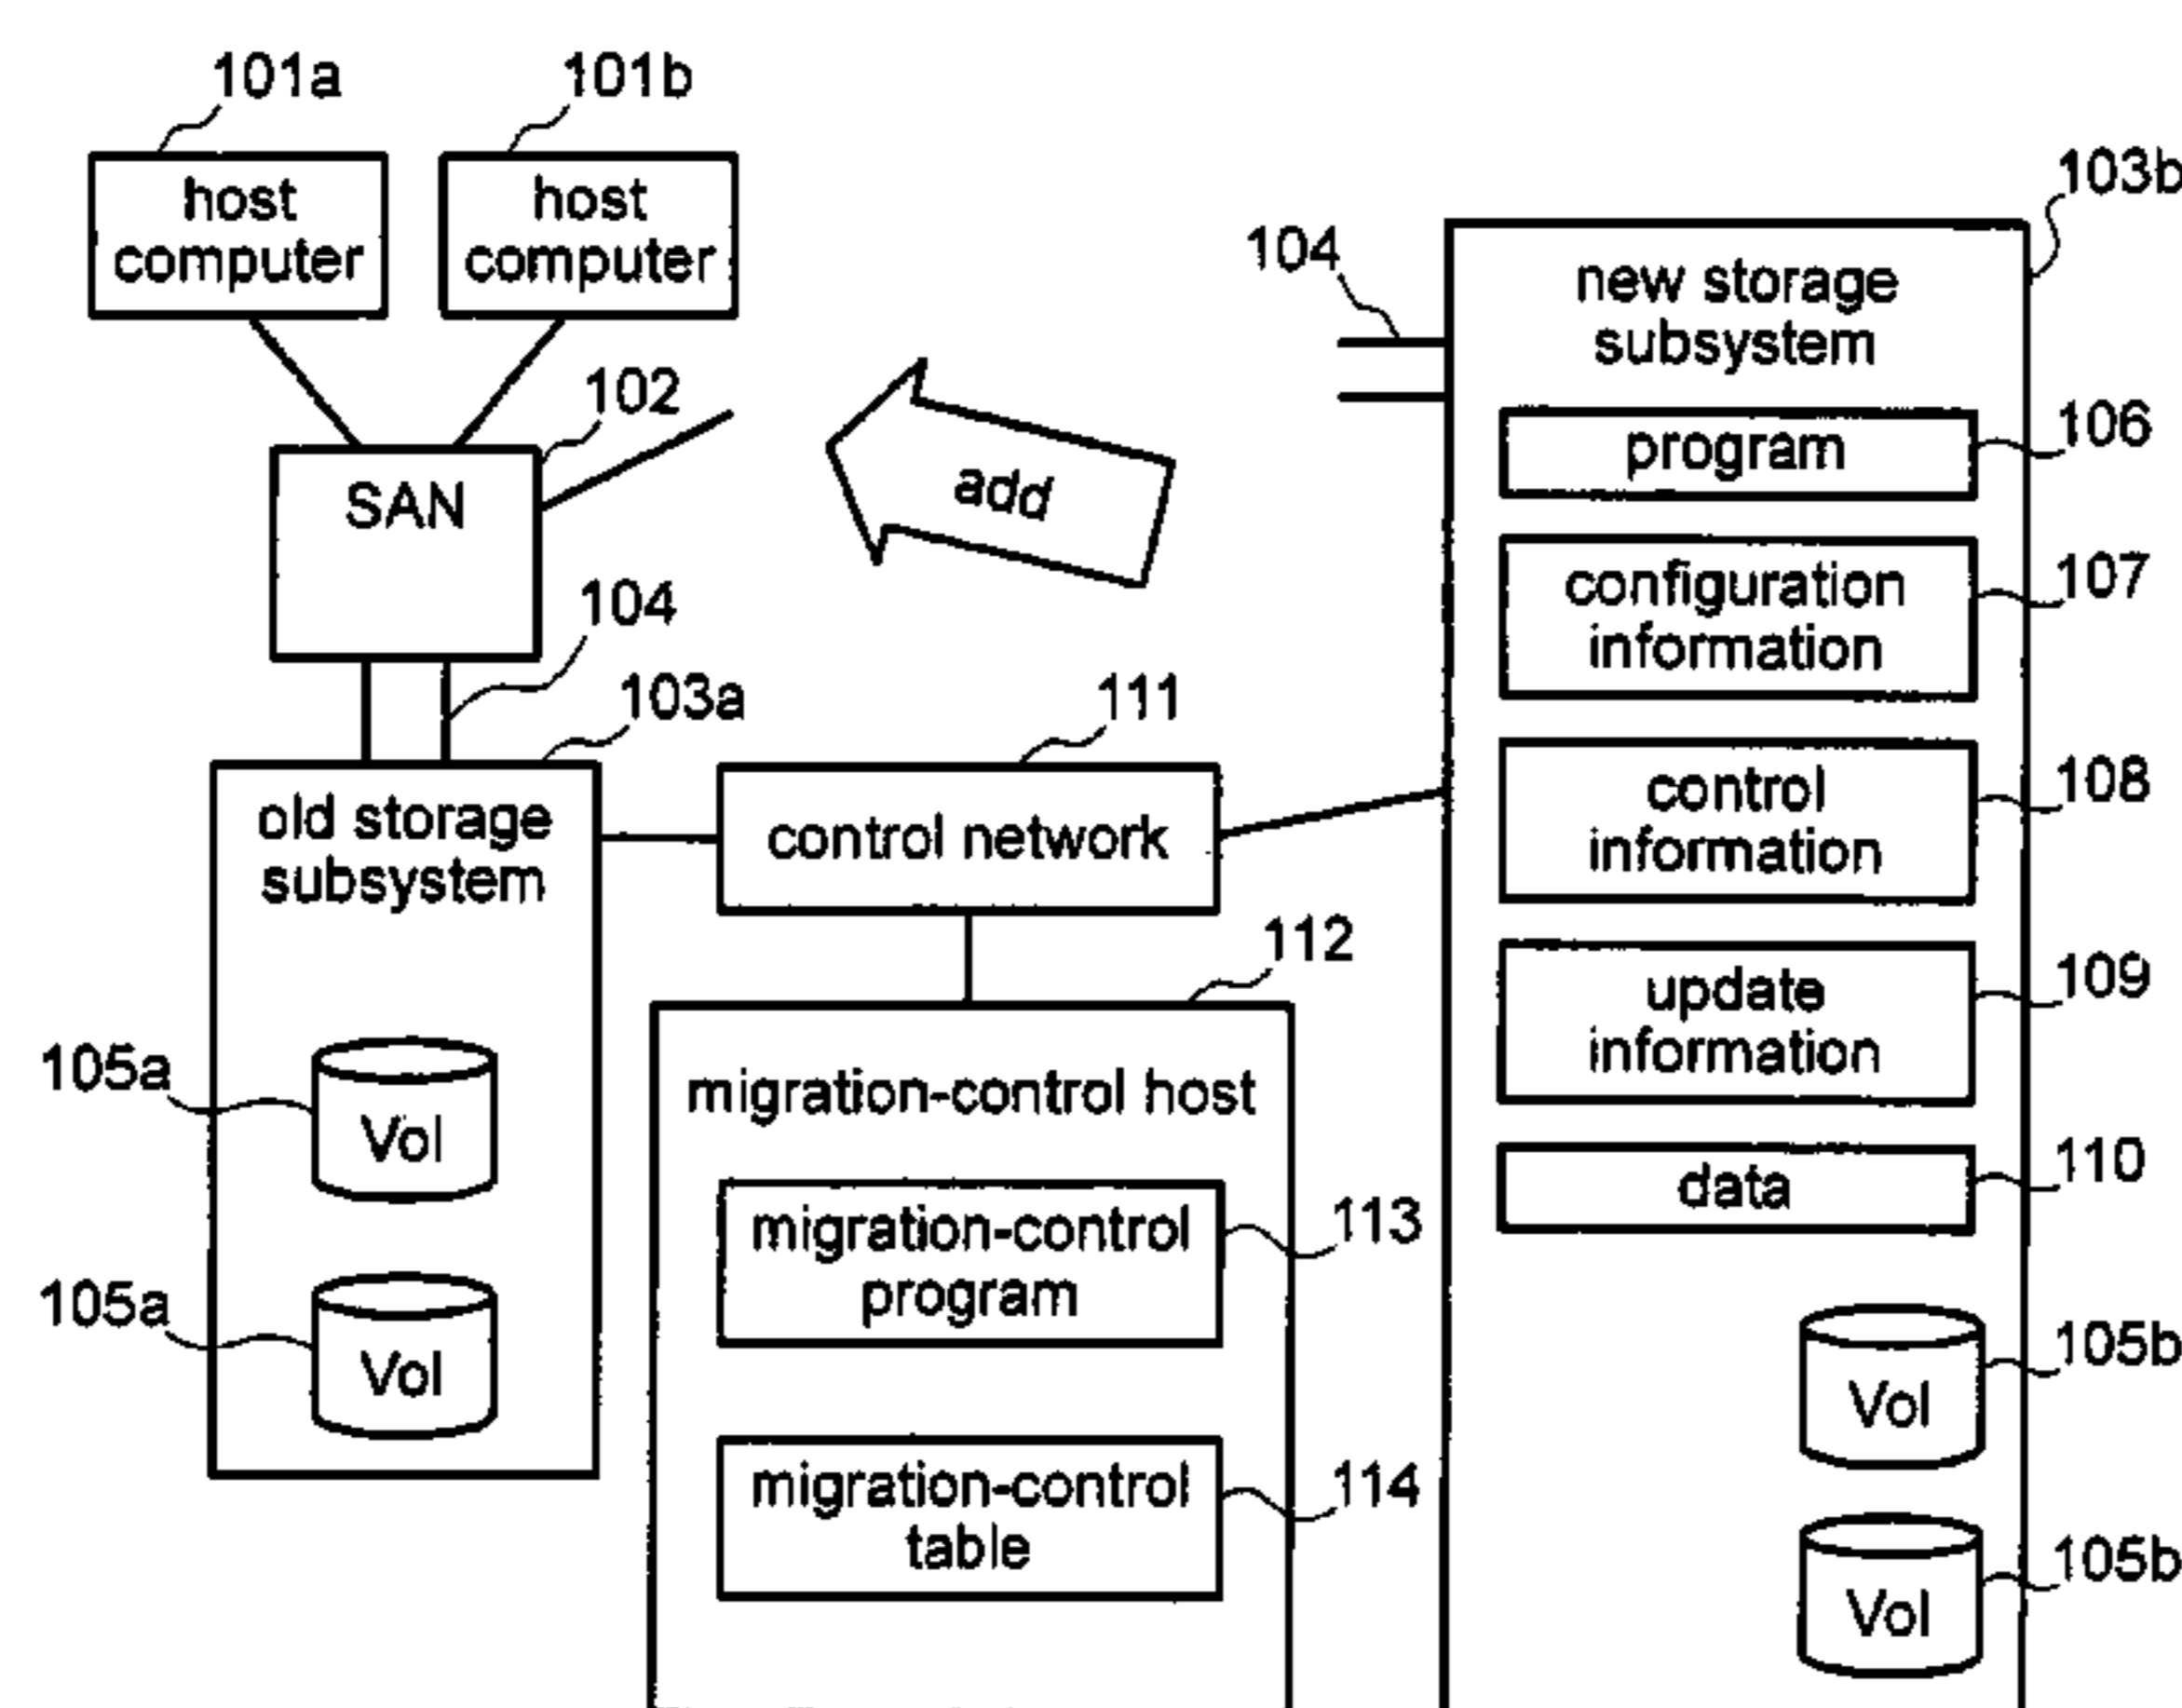 101a
101b
host
computer
host
computer
103b
104
new storage
subsystem
102
program
106
SAN
add
configuration
information
107
104
103a
111
control
information
108
old storage
subsystem
control network
112
update
information
109
105a
Vol
migration-control host
data
110
migration-control
program
113
105a
Vol
105b
Vol
migration-control
table
114
105b
Vol